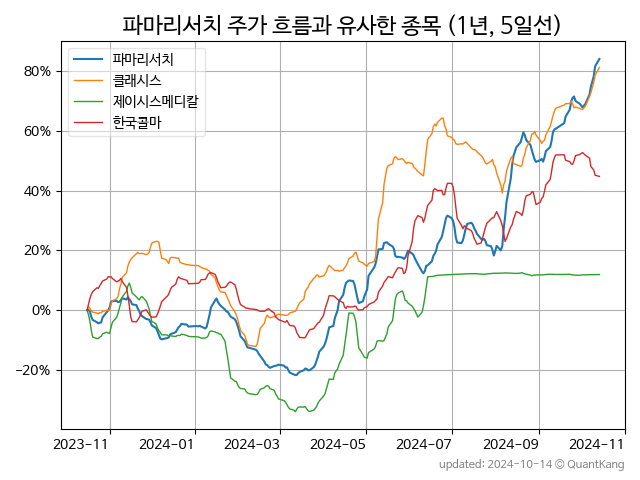 파마리서치 주가 흐름과 유사한 종목 (1년, 5일선)
파마리서치
클래시스
제이시스메디칼
한국콜마
80%
60%
40%
20%
0%
−20%
2023−11 2024−01 2024−03 2024−05 2024−07 2024−09 2024−11
updated: 2024-10-14 © QuantKang